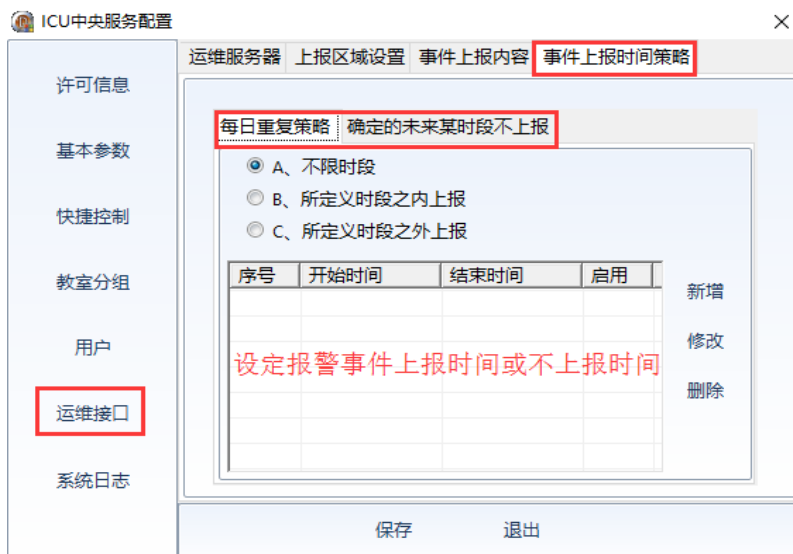 ICU中央服务配置
运维服务器 上报区域设置 事件上报内容 事件上报时间策略
许可信息
基本参数
快捷控制
教室分组
用户
运维接口
系统日志
每日重复策略 确定的未来某时段不上报
A、不限时段
B、所定义时段之内上报
C、所定义时段之外上报
序号 开始时间 结束时间 启用
设定报警事件上报时间或不上报时间
新增
修改
删除
保存 退出